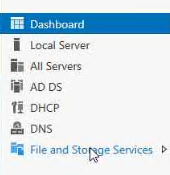 Dashboard
Local Server
All Servers
AD DS
DHCP
DNS
File and Storage Services